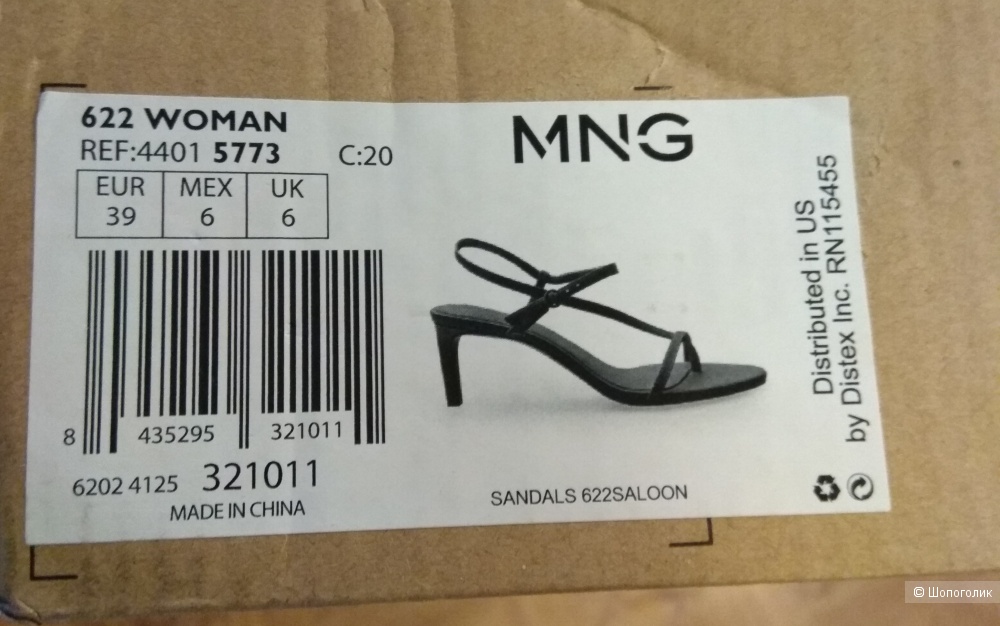 622 WOMAN
REF:4401 5773 C:20
EUR MEX UK
39 6 6
8 435295 321011
6202 4125 321011
MADE IN CHINA
MNG
SANDALS 622SALOON
Distributed in US
by Distex Inc. RN115455
© Шопоголик